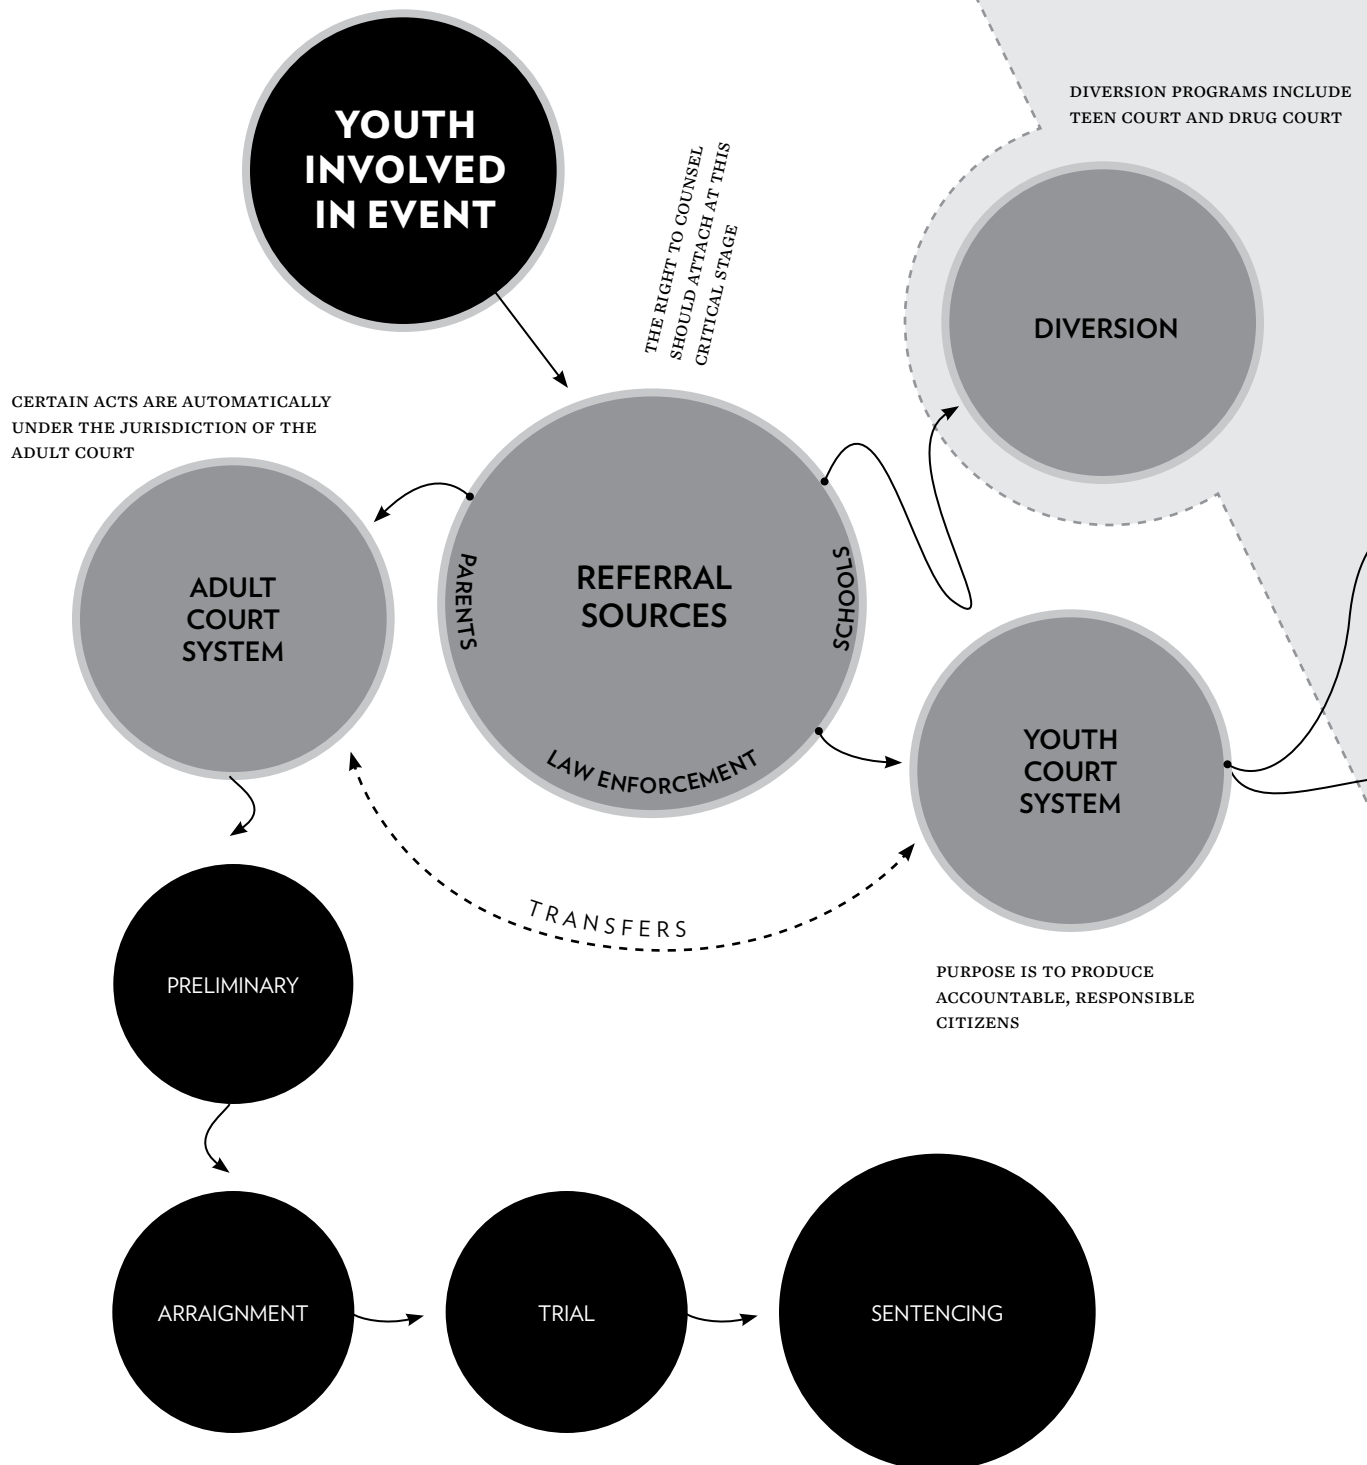 YOUTH
INVOLVED
IN EVENT
DIVERSION PROGRAMS INCLUDE
TEEN COURT AND DRUG COURT
THE RIGHT TO COUNSEL
SHOULD ATTACH AT THIS
CRITICAL STAGE
DIVERSION
CERTAIN ACTS ARE AUTOMATICALLY
UNDER THE JURISDICTION OF THE
ADULT COURT
ADULT
COURT
SYSTEM
PARENTS
REFERRAL
SOURCES
SCHOOLS
LAW ENFORCEMENT
YOUTH
COURT
SYSTEM
TRANSFERS
PRELIMINARY
PURPOSE IS TO PRODUCE
ACCOUNTABLE, RESPONSIBLE
CITIZENS
ARRAIGNMENT
TRIAL
SENTENCING